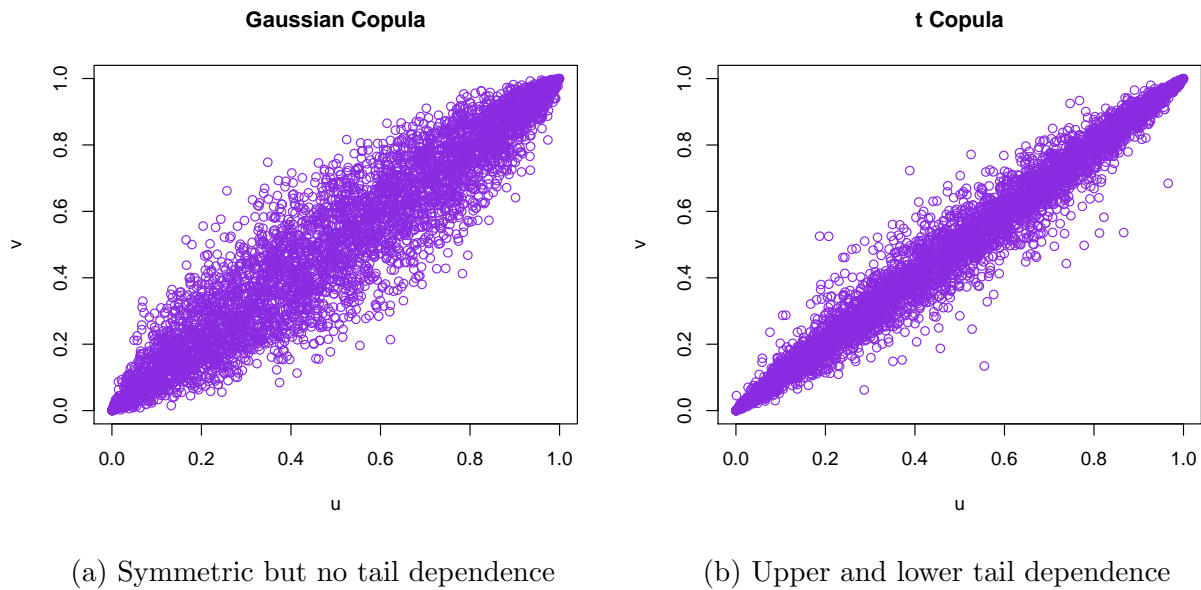 Gaussian Copula
1.0
0.8
0.6
0.4
0.2
0.0
v
0.0 0.2 0.4 0.6 0.8 1.0
u
(a) Symmetric but no tail dependence
t Copula
1.0
0.8
0.6
0.4
0.2
0.0
v
0.0 0.2 0.4 0.6 0.8 1.0
u
(b) Upper and lower tail dependence